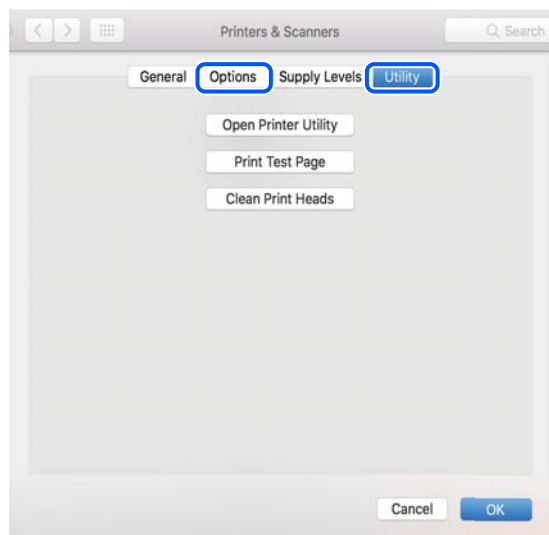 Printers & Scanners Search
General Options Supply Levels Utility
Open Printer Utility
Print Test Page
Clean Print Heads
Cancel OK